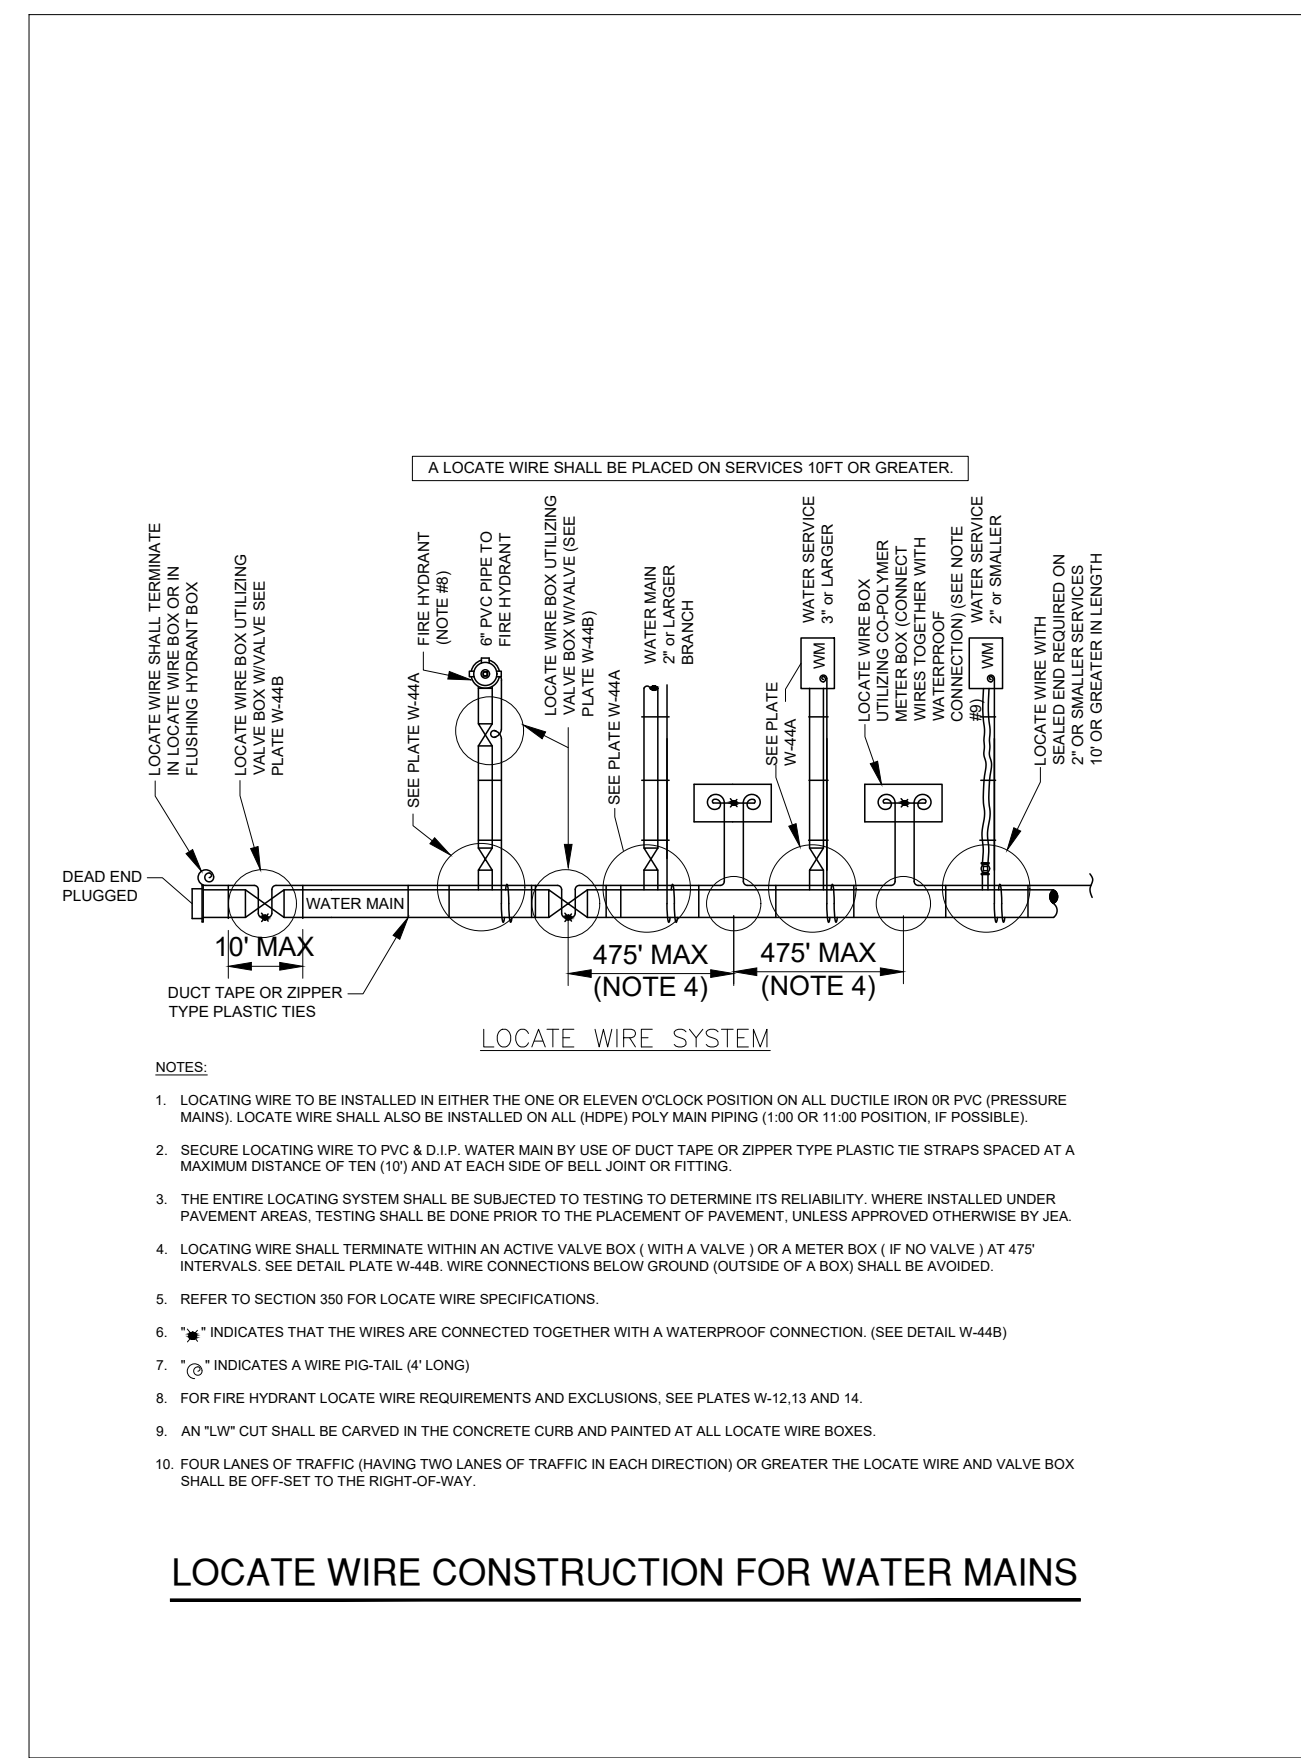 A LOCATE WIRE SHALL BE PLACED ON SERVICES 10FT OR GREATER.
LOCATE WIRE SHALL TERMINATE
IN LOCATE WIRE BOX OR IN
FLUSHING HYDRANT BOX
LOCATE WIRE BOX UTILIZING
VALVE BOX W/VALVE SEE
PLATE W-44B
SEE PLATE W-44A
FIRE HYDRANT
(NOTE #8)
6" PVC PIPE TO
FIRE HYDRANT
LOCATE WIRE BOX UTILIZING
VALVE BOX W/VALVE (SEE
PLATE W-44B)
SEE PLATE W-44A
WATER MAIN
2" or LARGER
BRANCH
SEE PLATE
W-44A
WATER SERVICE
3" or LARGER
WM
LOCATE WIRE BOX
UTILIZING CO-POLYMER
METER BOX (CONNECT
WIRES TOGETHER WITH
WATERPROOF
CONNECTION) (SEE NOTE
#9)
WATER SERVICE
2" or SMALLER
WM
LOCATE WIRE WITH
SEALED END REQUIRED ON
2" OR SMALLER SERVICES
10' OR GREATER IN LENGTH
DEAD END
PLUGGED
WATER MAIN
10' MAX
475' MAX
(NOTE 4)
475' MAX
(NOTE 4)
DUCT TAPE OR ZIPPER
TYPE PLASTIC TIES
LOCATE WIRE SYSTEM
NOTES:
1. LOCATING WIRE TO BE INSTALLED IN EITHER THE ONE OR ELEVEN O'CLOCK POSITION ON ALL DUCTILE IRON 0R PVC (PRESSURE
MAINS). LOCATE WIRE SHALL ALSO BE INSTALLED ON ALL (HDPE) POLY MAIN PIPING (1:00 OR 11:00 POSITION, IF POSSIBLE).
2. SECURE LOCATING WIRE TO PVC & D.I.P. WATER MAIN BY USE OF DUCT TAPE OR ZIPPER TYPE PLASTIC TIE STRAPS SPACED AT A
MAXIMUM DISTANCE OF TEN (10') AND AT EACH SIDE OF BELL JOINT OR FITTING.
3. THE ENTIRE LOCATING SYSTEM SHALL BE SUBJECTED TO TESTING TO DETERMINE ITS RELIABILITY. WHERE INSTALLED UNDER
PAVEMENT AREAS, TESTING SHALL BE DONE PRIOR TO THE PLACEMENT OF PAVEMENT, UNLESS APPROVED OTHERWISE BY JEA.
4. LOCATING WIRE SHALL TERMINATE WITHIN AN ACTIVE VALVE BOX ( WITH A VALVE ) OR A METER BOX ( IF NO VALVE ) AT 475'
INTERVALS. SEE DETAIL PLATE W-44B. WIRE CONNECTIONS BELOW GROUND (OUTSIDE OF A BOX) SHALL BE AVOIDED.
5. REFER TO SECTION 350 FOR LOCATE WIRE SPECIFICATIONS.
6. " " INDICATES THAT THE WIRES ARE CONNECTED TOGETHER WITH A WATERPROOF CONNECTION. (SEE DETAIL W-44B)
7. " " INDICATES A WIRE PIG-TAIL (4' LONG)
8. FOR FIRE HYDRANT LOCATE WIRE REQUIREMENTS AND EXCLUSIONS, SEE PLATES W-12,13 AND 14.
9. AN "LW" CUT SHALL BE CARVED IN THE CONCRETE CURB AND PAINTED AT ALL LOCATE WIRE BOXES.
10. FOUR LANES OF TRAFFIC (HAVING TWO LANES OF TRAFFIC IN EACH DIRECTION) OR GREATER THE LOCATE WIRE AND VALVE BOX
SHALL BE OFF-SET TO THE RIGHT-OF-WAY.
LOCATE WIRE CONSTRUCTION FOR WATER MAINS